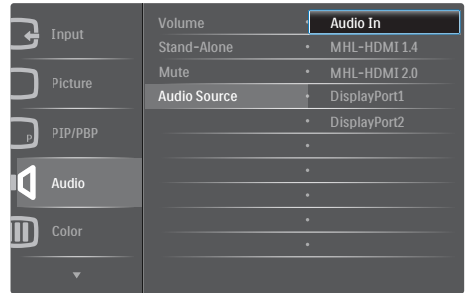 Input
Picture
P
PIP/PBP
Audio
Color
Volume
Stand-Alone
Mute
Audio Source
Audio In
MHL-HDMI 1.4
MHL-HDMI 2.0
DisplayPort1
DisplayPort2